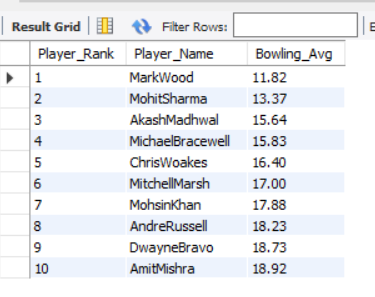 Result Grid Filter Rows:
Player_Rank Player_Name Bowling_Avg
1 MarkWood 11.82
2 MohitSharma 13.37
3 AkashMadhwal 15.64
4 MichaelBracewell 15.83
5 ChrisWoakes 16.40
6 MitchellMarsh 17.00
7 MohsinKhan 17.88
8 AndreRussell 18.23
9 DwayneBravo 18.73
10 AmitMishra 18.92